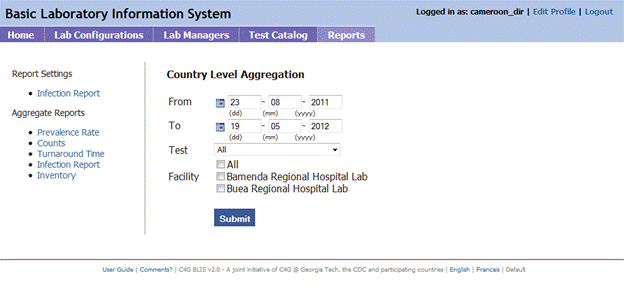 Basic Laboratory Information System
Logged in as: cameroon_dir | Edit Profile | Logout
Home Lab Configurations Lab Managers Test Catalog Reports
Report Settings
Infection Report
Aggregate Reports
Prevalence Rate
Counts
Turnaround Time
Infection Report
Inventory
Country Level Aggregation
From 23 - 08 - 2011
(dd) (mm) (yyyy)
To 19 - 05 - 2012
(dd) (mm) (yyyy)
Test All
Facility
All
Bamenda Regional Hospital Lab
Buea Regional Hospital Lab
Submit
User Guide | Comments? | C4G BLIS v2.0 - A joint initiative of C4G @ Georgia Tech, the CDC and participating countries | English | Francais | Default